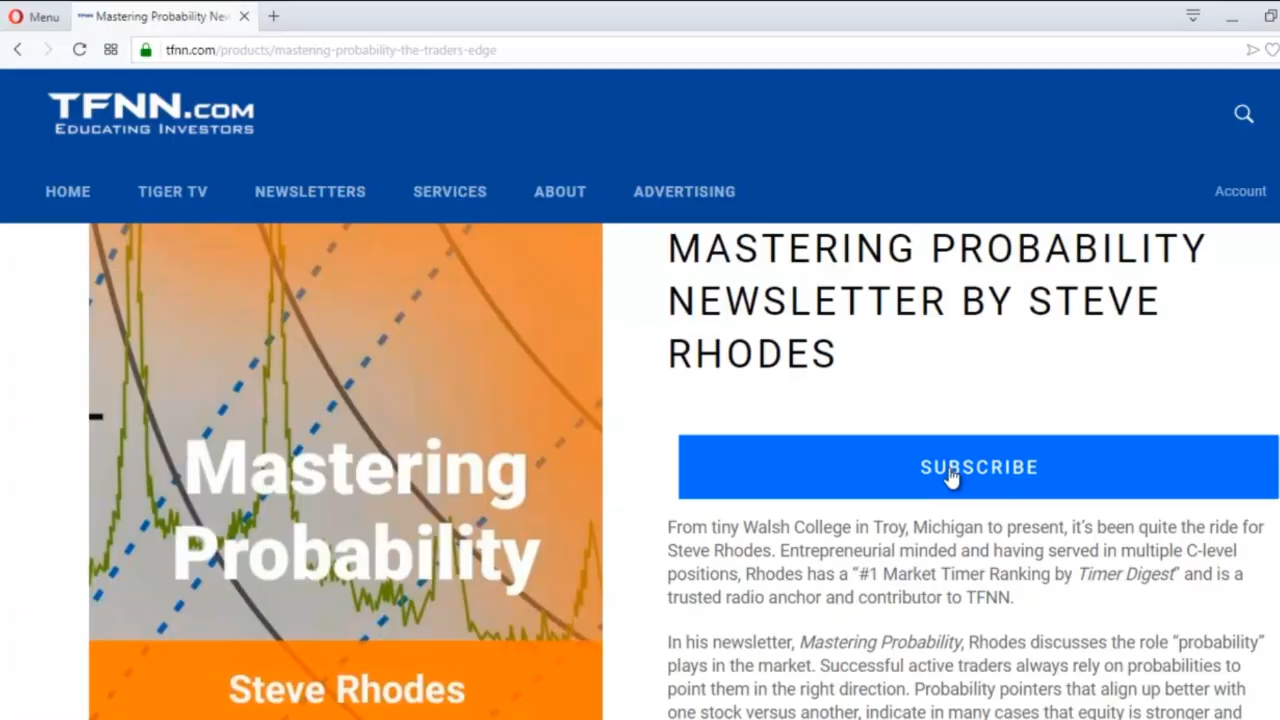 Menu
Mastering Probability New
tfnn.com/products/mastering-probability-the-traders-edge
TFNN.COM
EDUCATING INVESTORS
HOME TIGER TV NEWSLETTERS SERVICES ABOUT ADVERTISING Account
Mastering
Probability
Steve Rhodes
MASTERING PROBABILITY
NEWSLETTER BY STEVE
RHODES
SUBSCRIBE
From tiny Walsh College in Troy, Michigan to present, it's been quite the ride for
Steve Rhodes. Entrepreneurial minded and having served in multiple C-level
positions, Rhodes has a “#1 Market Timer Ranking by Timer Digest” and is a
trusted radio anchor and contributor to TFNN.
In his newsletter, Mastering Probability, Rhodes discusses the role “probability”
plays in the market. Successful active traders always rely on probabilities to
point them in the right direction. Probability pointers that align up better with
one stock versus another, indicate in many cases that equity is stronger and